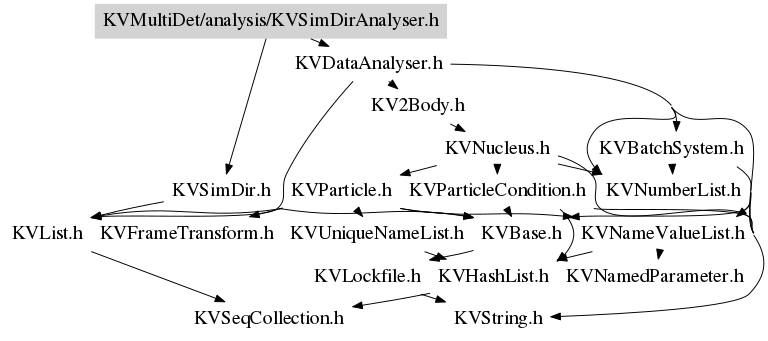 KVMultiDet/analysis/KVSimDirAnalyser.h
KVDataAnalyser.h
KV2Body.h
KVNucleus.h
KVBatchSystem.h
KVSimDir.h
KVParticle.h
KVParticleCondition.h
KVNumberList.h
KVList.h
KVFrameTransform.h
KVUniqueNameList.h
KVBase.h
KVNameValueList.h
KVLockfile.h
KVHashList.h
KVNamedParameter.h
KVSeqCollection.h
KVString.h